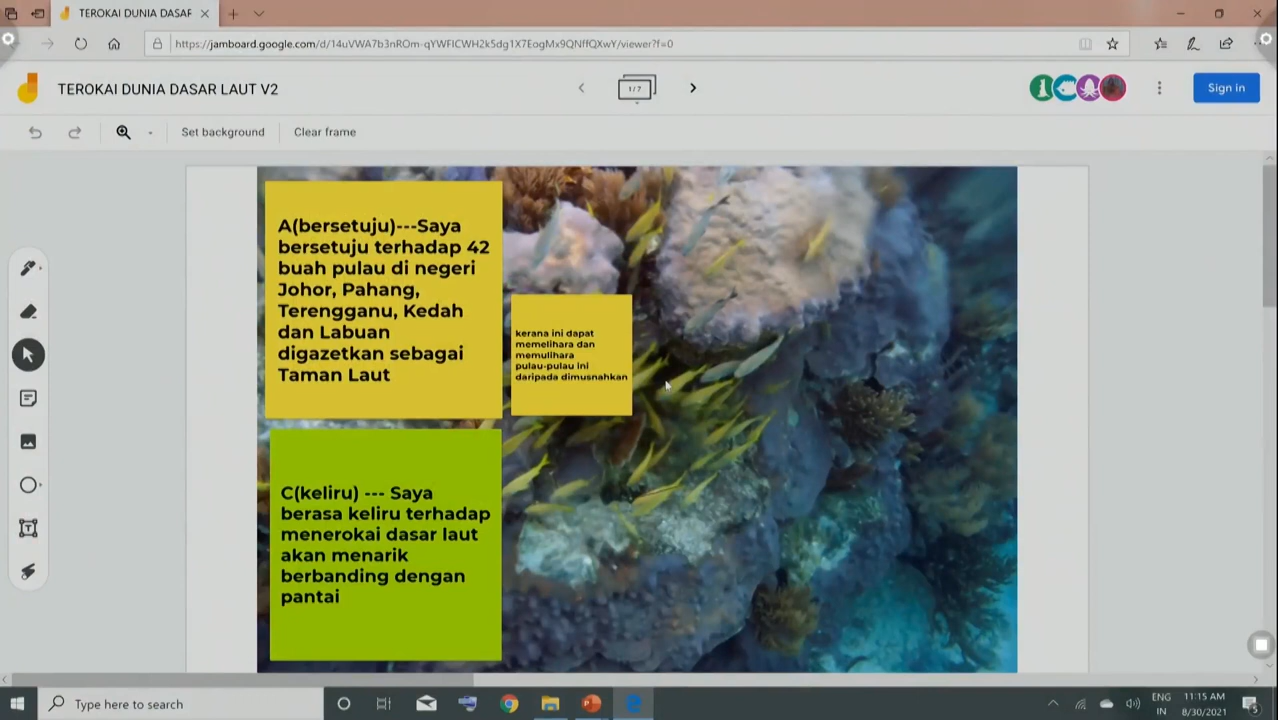 TEROKAI DUNIA DASAR
https://jamboard.google.com/d/14uVWA7b3nROm-qYWFlCWH2k5dg1X7EogMx9QNffQXwY/viewer?f=0
TEROKAI DUNIA DASAR LAUT V2
1/7
Sign in
Set background
Clear frame
A(bersetuju)---Saya
bersetuju terhadap 42
buah pulau di negeri
Johor, Pahang,
Terengganu, Kedah
dan Labuan
digazetkan sebagai
Taman Laut
kerana ini dapat
memelihara dan
memulihara
pulau-pulau ini
daripada dimusnahkan
C(keliru) --- Saya
berasa keliru terhadap
menerokai dasar laut
akan menarik
berbanding dengan
pantai
Type here to search
ENG
IN
11:15 AM
8/30/2021
5